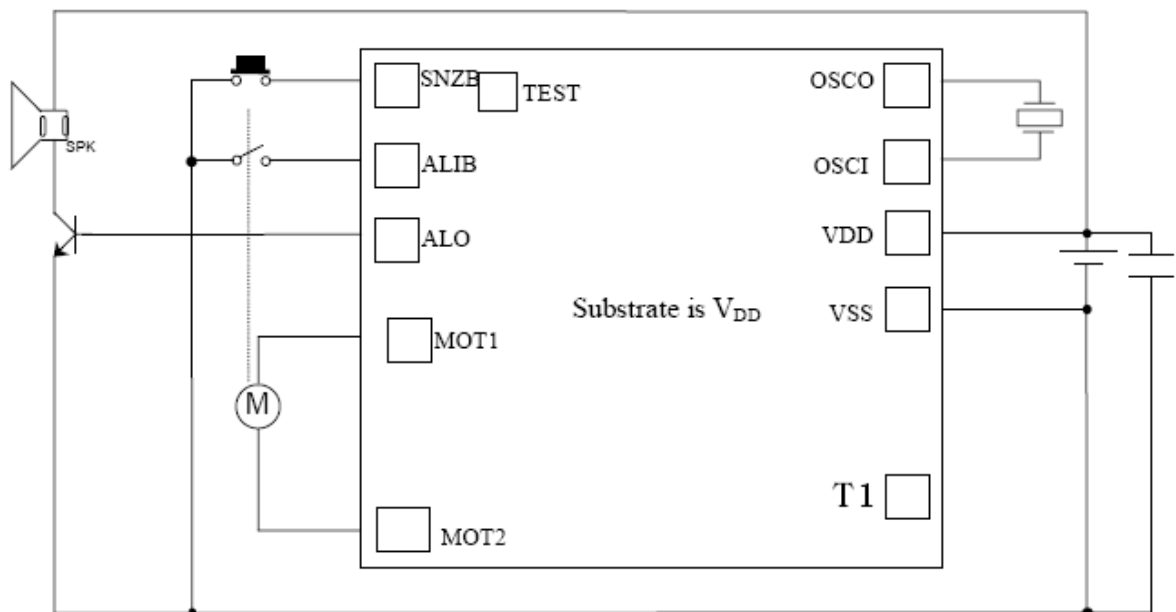 SNZB
TEST
OSCO
SPK
ALIB
OSCI
ALO
VDD
Substrate is VDD
VSS
MOT1
M
T1
MOT2